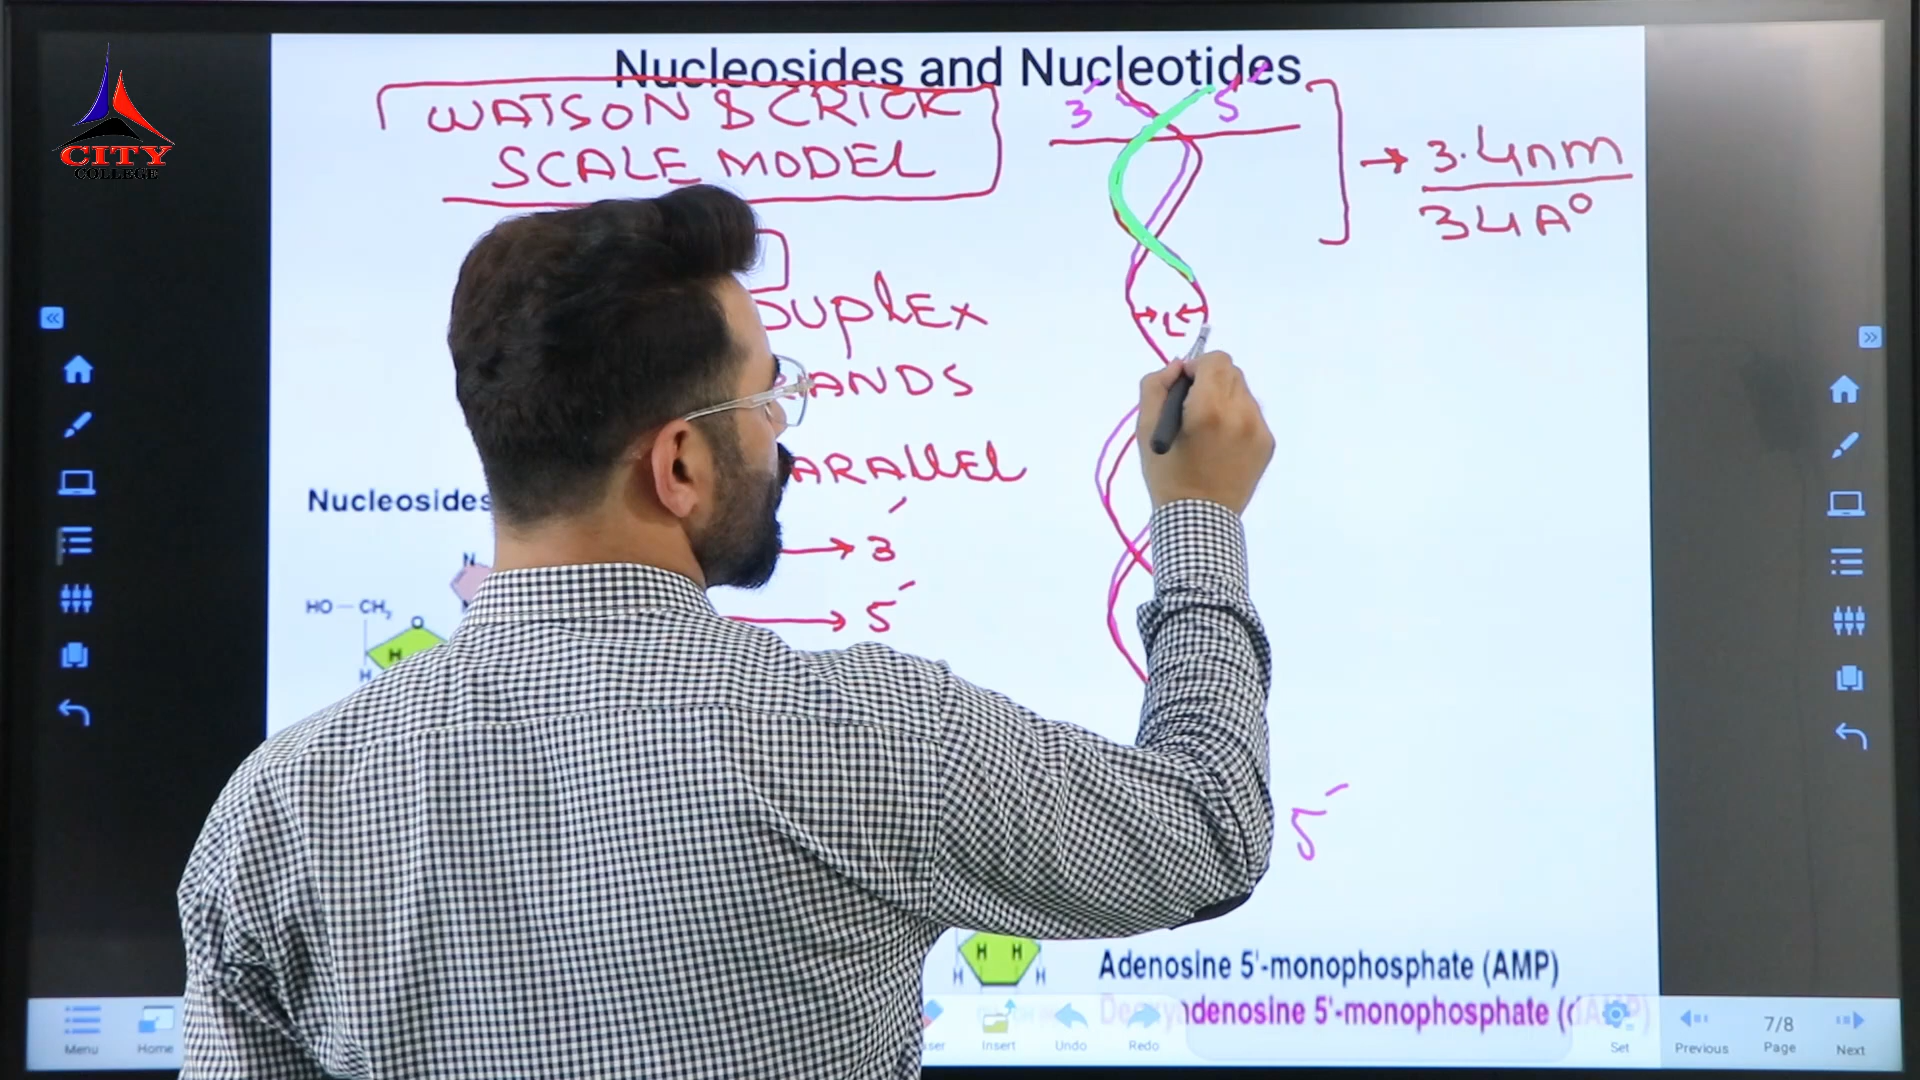 CITY
COLLEGE
Nucleosides and Nucleotides
WATSON & CRICK
SCALE MODEL
3´ 5´
→ 3.4nm
34A°
DUPLEX
ANDS
ARALLEL
→ 3´
→ 5´
L
Nucleosides
N
HO — CH₂
O
H
H
5´
H H
H H
Adenosine 5'-monophosphate (AMP)
Deoxyadenosine 5'-monophosphate (dAMP)
Menu Home Insert Undo Redo Set Previous 7/8 Page Next